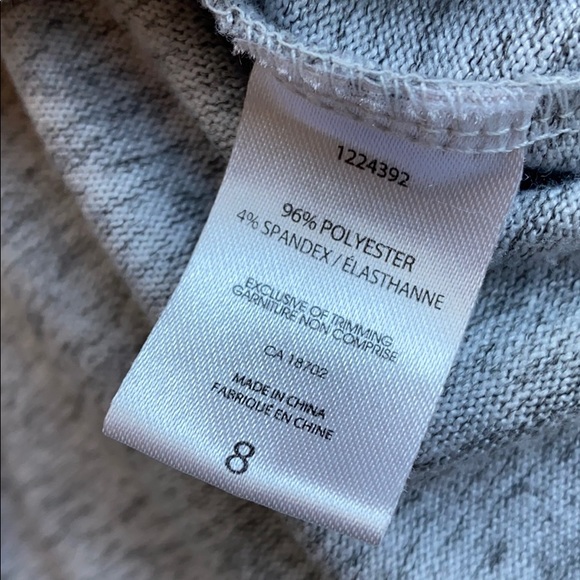 1224392
96% POLYESTER
4% SPANDEX / ÉLASTHANNE
EXCLUSIVE OF TRIMMING
GARNITURE NON COMPRISE
CA 18702
MADE IN CHINA
FABRIQUÉ EN CHINE
8